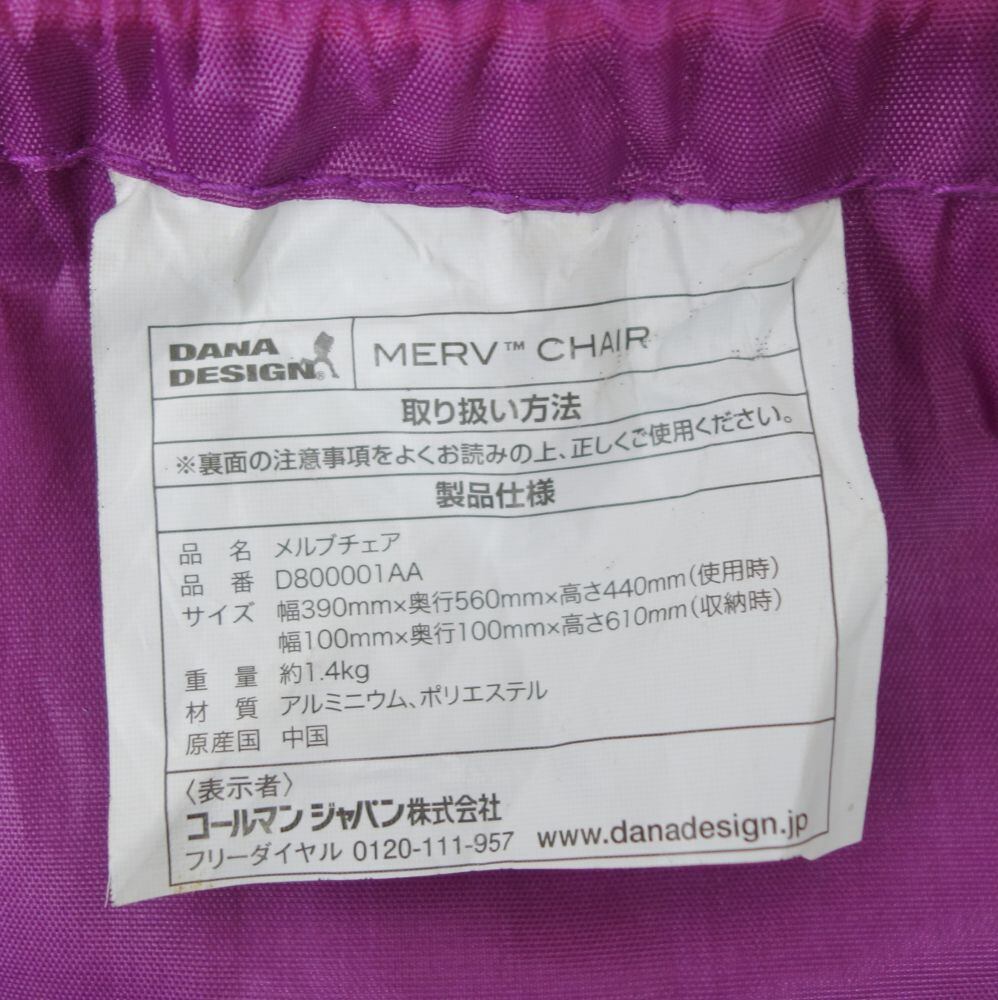 DANA DESIGN®
MERV™ CHAIR
取り扱い方法
※裏面の注意事項をよくお読みの上、正しくご使用ください。
製品仕様
品 名 メルブチェア
品 番 D800001AA
サイズ 幅390mm×奥行560mm×高さ440mm(使用時)
幅100mm×奥行100mm×高さ610mm(収納時)
重 量 約1.4kg
材 質 アルミニウム、ポリエステル
原産国 中国
〈表示者〉
コールマン ジャパン株式会社
フリーダイヤル 0120-111-957 www.danadesign.jp